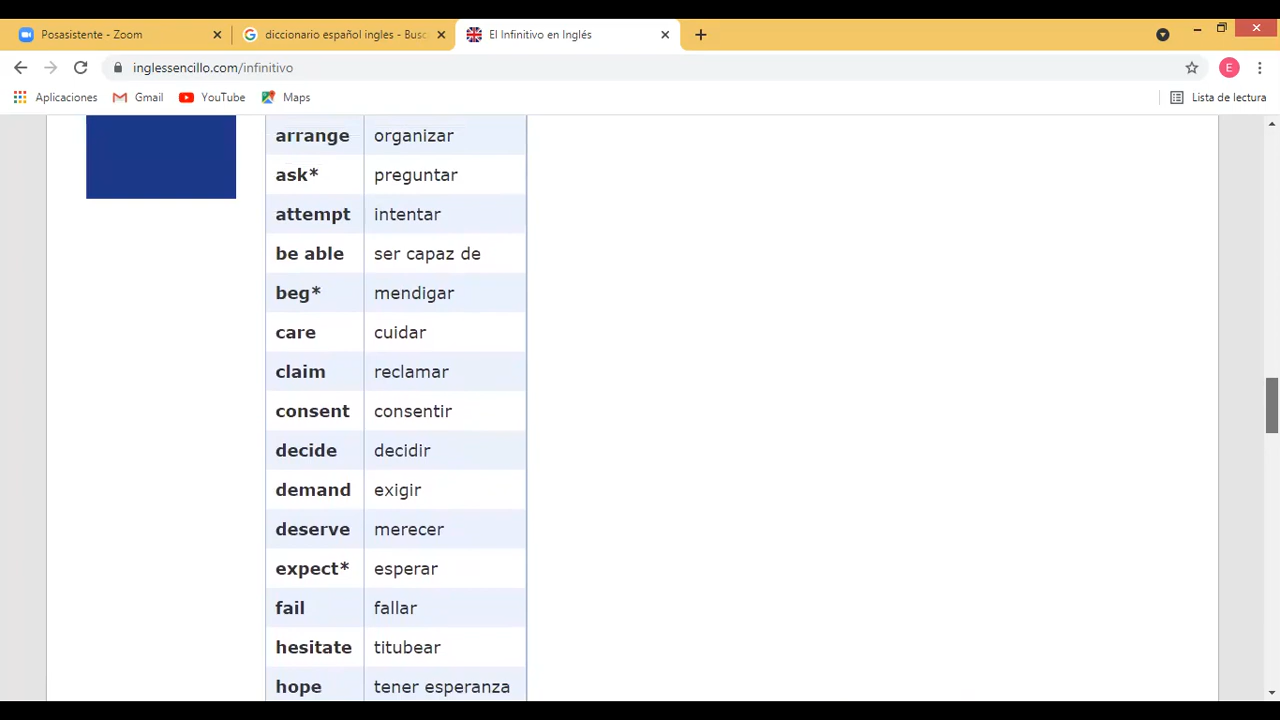 Posasistente - Zoom
diccionario español ingles - Busc
El Infinitivo en Inglés
inglessencillo.com/infinitivo
E
Aplicaciones
Gmail
YouTube
Maps
Lista de lectura
arrange organizar
ask* preguntar
attempt intentar
be able ser capaz de
beg* mendigar
care cuidar
claim reclamar
consent consentir
decide decidir
demand exigir
deserve merecer
expect* esperar
fail fallar
hesitate titubear
hope tener esperanza